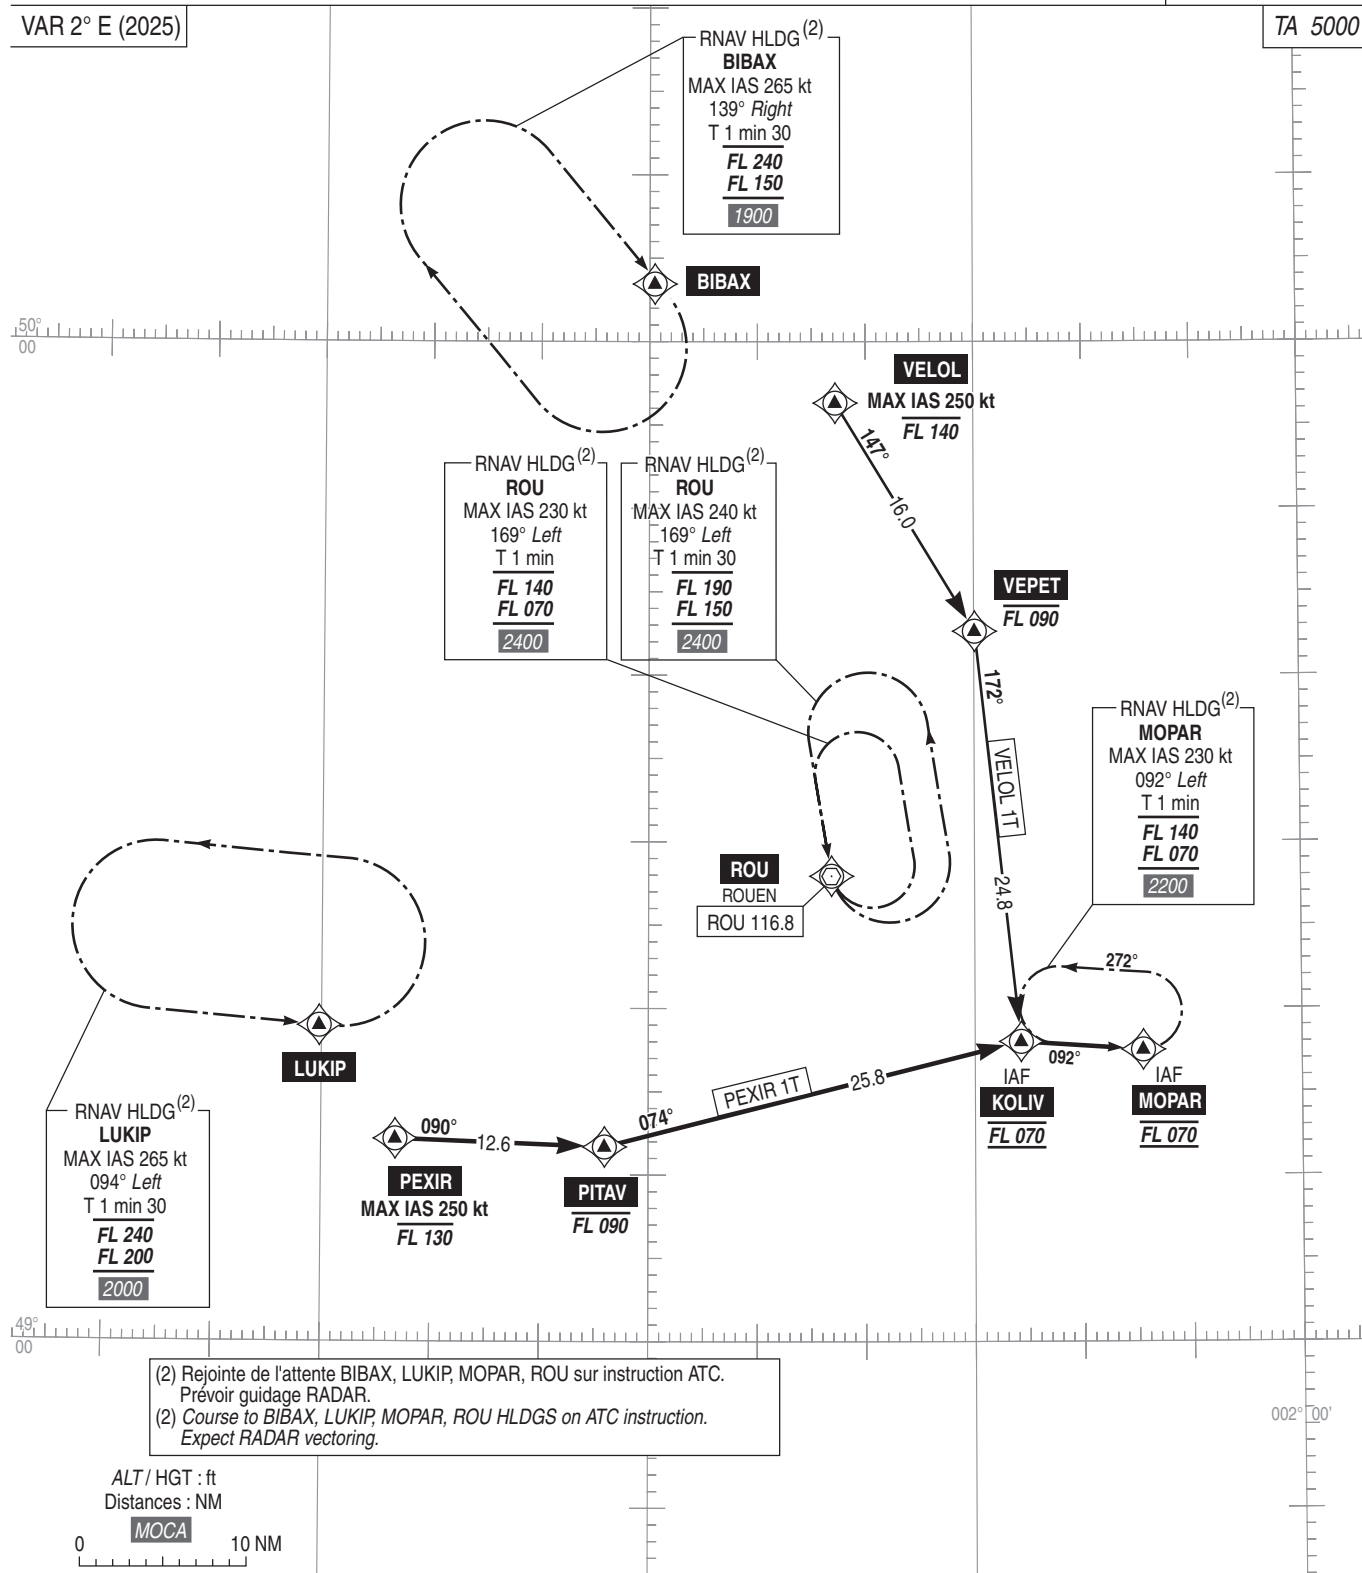 VAR 2° E (2025)
TA 5000
RNAV HLDG (2)
BIBAX
MAX IAS 265 kt
139° Right
T 1 min 30
FL 240
FL 150
1900
BIBAX
50°
00
VELOL
MAX IAS 250 kt
FL 140
147°
16.0
RNAV HLDG (2)
ROU
MAX IAS 230 kt
169° Left
T 1 min
FL 140
FL 070
2400
RNAV HLDG (2)
ROU
MAX IAS 240 kt
169° Left
T 1 min 30
FL 190
FL 150
2400
VEPET
FL 090
172°
VELOL 1T
24.8
RNAV HLDG (2)
MOPAR
MAX IAS 230 kt
092° Left
T 1 min
FL 140
FL 070
2200
ROU
ROUEN
ROU 116.8
272°
092°
LUKIP
IAF
KOLIV
FL 070
IAF
MOPAR
FL 070
PEXIR 1T
25.8
074°
090°
12.6
PEXIR
MAX IAS 250 kt
FL 130
PITAV
FL 090
RNAV HLDG (2)
LUKIP
MAX IAS 265 kt
094° Left
T 1 min 30
FL 240
FL 200
2000
49°
00
(2) Rejointe de l'attente BIBAX, LUKIP, MOPAR, ROU sur instruction ATC.
Prévoir guidage RADAR.
(2) Course to BIBAX, LUKIP, MOPAR, ROU HLDGS on ATC instruction.
Expect RADAR vectoring.
002° 00'
ALT / HGT : ft
Distances : NM
MOCA
0 10 NM